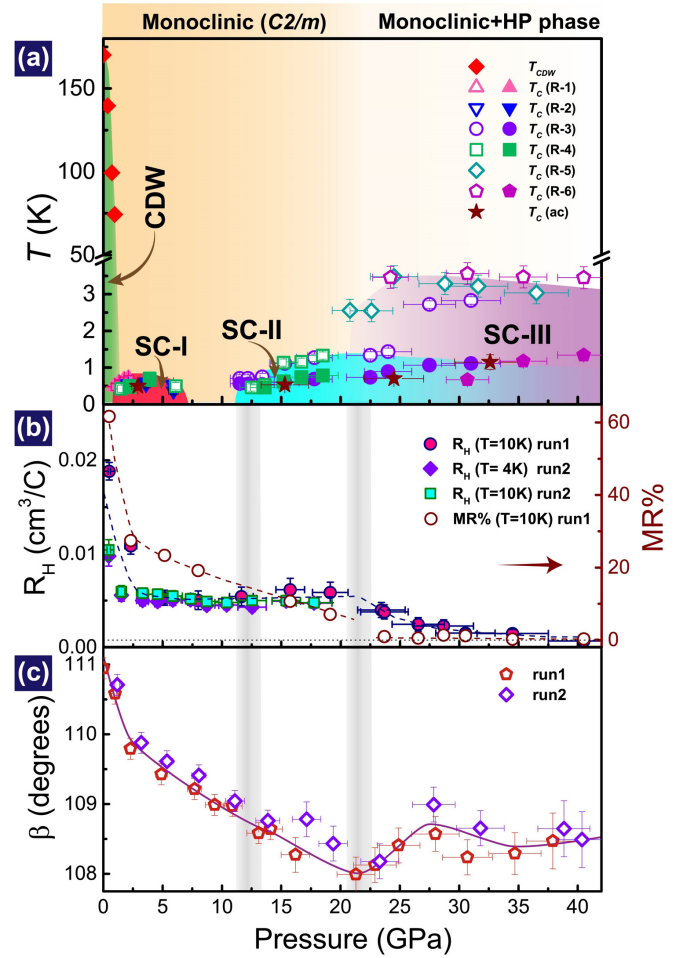 Monoclinic (C2/m)
Monoclinic+HP phase
(a)
T (K)
150
100
50
3
2
1
0
CDW
SC-I
SC-II
SC-III
T_CDW
T_C (R-1)
T_C (R-2)
T_C (R-3)
T_C (R-4)
T_C (R-5)
T_C (R-6)
T_C (ac)
(b)
R_H (cm³/C)
0.02
0.01
0.00
R_H (T=10K) run1
R_H (T= 4K) run2
R_H (T=10K) run2
MR% (T=10K) run1
60
40
20
0
MR%
(c)
β (degrees)
111
110
109
108
run1
run2
0
5
10
15
20
25
30
35
40
Pressure (GPa)